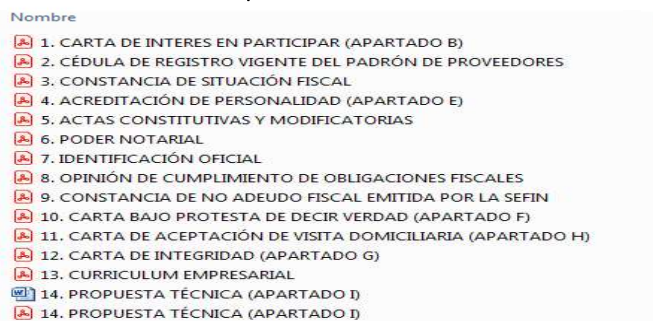 Nombre
1. CARTA DE INTERES EN PARTICIPAR (APARTADO B)
2. CÉDULA DE REGISTRO VIGENTE DEL PADRÓN DE PROVEEDORES
3. CONSTANCIA DE SITUACIÓN FISCAL
4. ACREDITACIÓN DE PERSONALIDAD (APARTADO E)
5. ACTAS CONSTITUTIVAS Y MODIFICATORIAS
6. PODER NOTARIAL
7. IDENTIFICACIÓN OFICIAL
8. OPINIÓN DE CUMPLIMIENTO DE OBLIGACIONES FISCALES
9. CONSTANCIA DE NO ADEUDO FISCAL EMITIDA POR LA SEFIN
10. CARTA BAJO PROTESTA DE DECIR VERDAD (APARTADO F)
11. CARTA DE ACEPTACIÓN DE VISITA DOMICILIARIA (APARTADO H)
12. CARTA DE INTEGRIDAD (APARTADO G)
13. CURRICULUM EMPRESARIAL
14. PROPUESTA TÉCNICA (APARTADO I)
14. PROPUESTA TÉCNICA (APARTADO I)